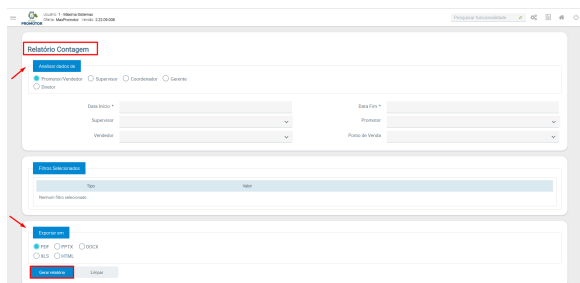 Usuário: 1 - Máxima Sistemas
Cliente: MaxPromotor Versão: 3.22.00-008
PROMOTOR
Pesquisar funcionalidade
Relatório Contagem
Analisar dados de
Promotor/Vendedor Supervisor Coordenador Gerente
Diretor
Data Início * Data Fim *
Supervisor Promotor
Vendedor Ponto de Venda
Filtros Selecionados
Tipo Valor
Nenhum filtro selecionado.
Exportar em
PDF PPTX DOCX
XLS HTML
Gerar relatório Limpar